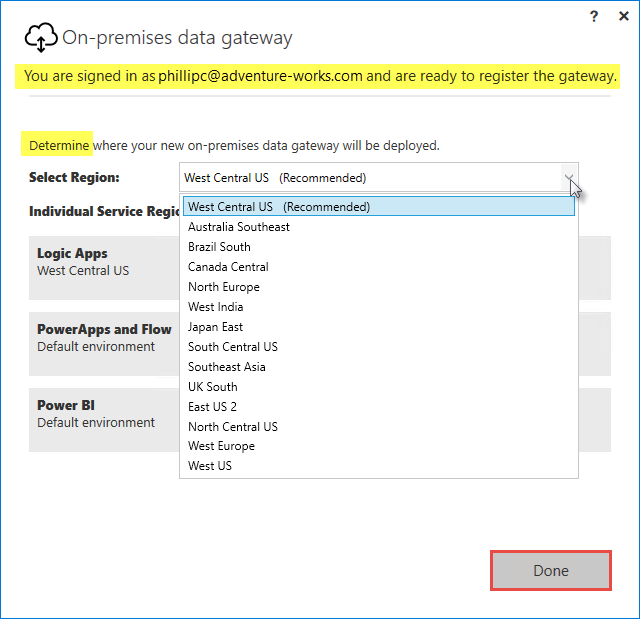 ?
On-premises data gateway
You are signed in as phillipc@adventure-works.com and are ready to register the gateway.
Determine where your new on-premises data gateway will be deployed.
Select Region:
West Central US (Recommended)
West Central US (Recommended)
Individual Service Regio
Australia Southeast
Brazil South
Canada Central
North Europe
West India
Japan East
South Central US
Southeast Asia
UK South
East US 2
North Central US
West Europe
West US
Logic Apps
West Central US
PowerApps and Flow
Default environment
Power BI
Default environment
Done